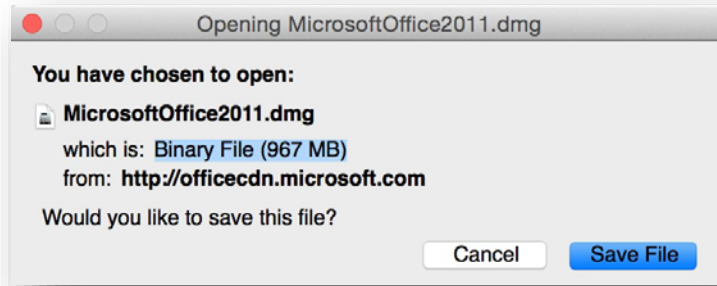 Opening MicrosoftOffice2011.dmg
You have chosen to open:
MicrosoftOffice2011.dmg
which is: Binary File (967 MB)
from: http://officecdn.microsoft.com
Would you like to save this file?
Cancel Save File